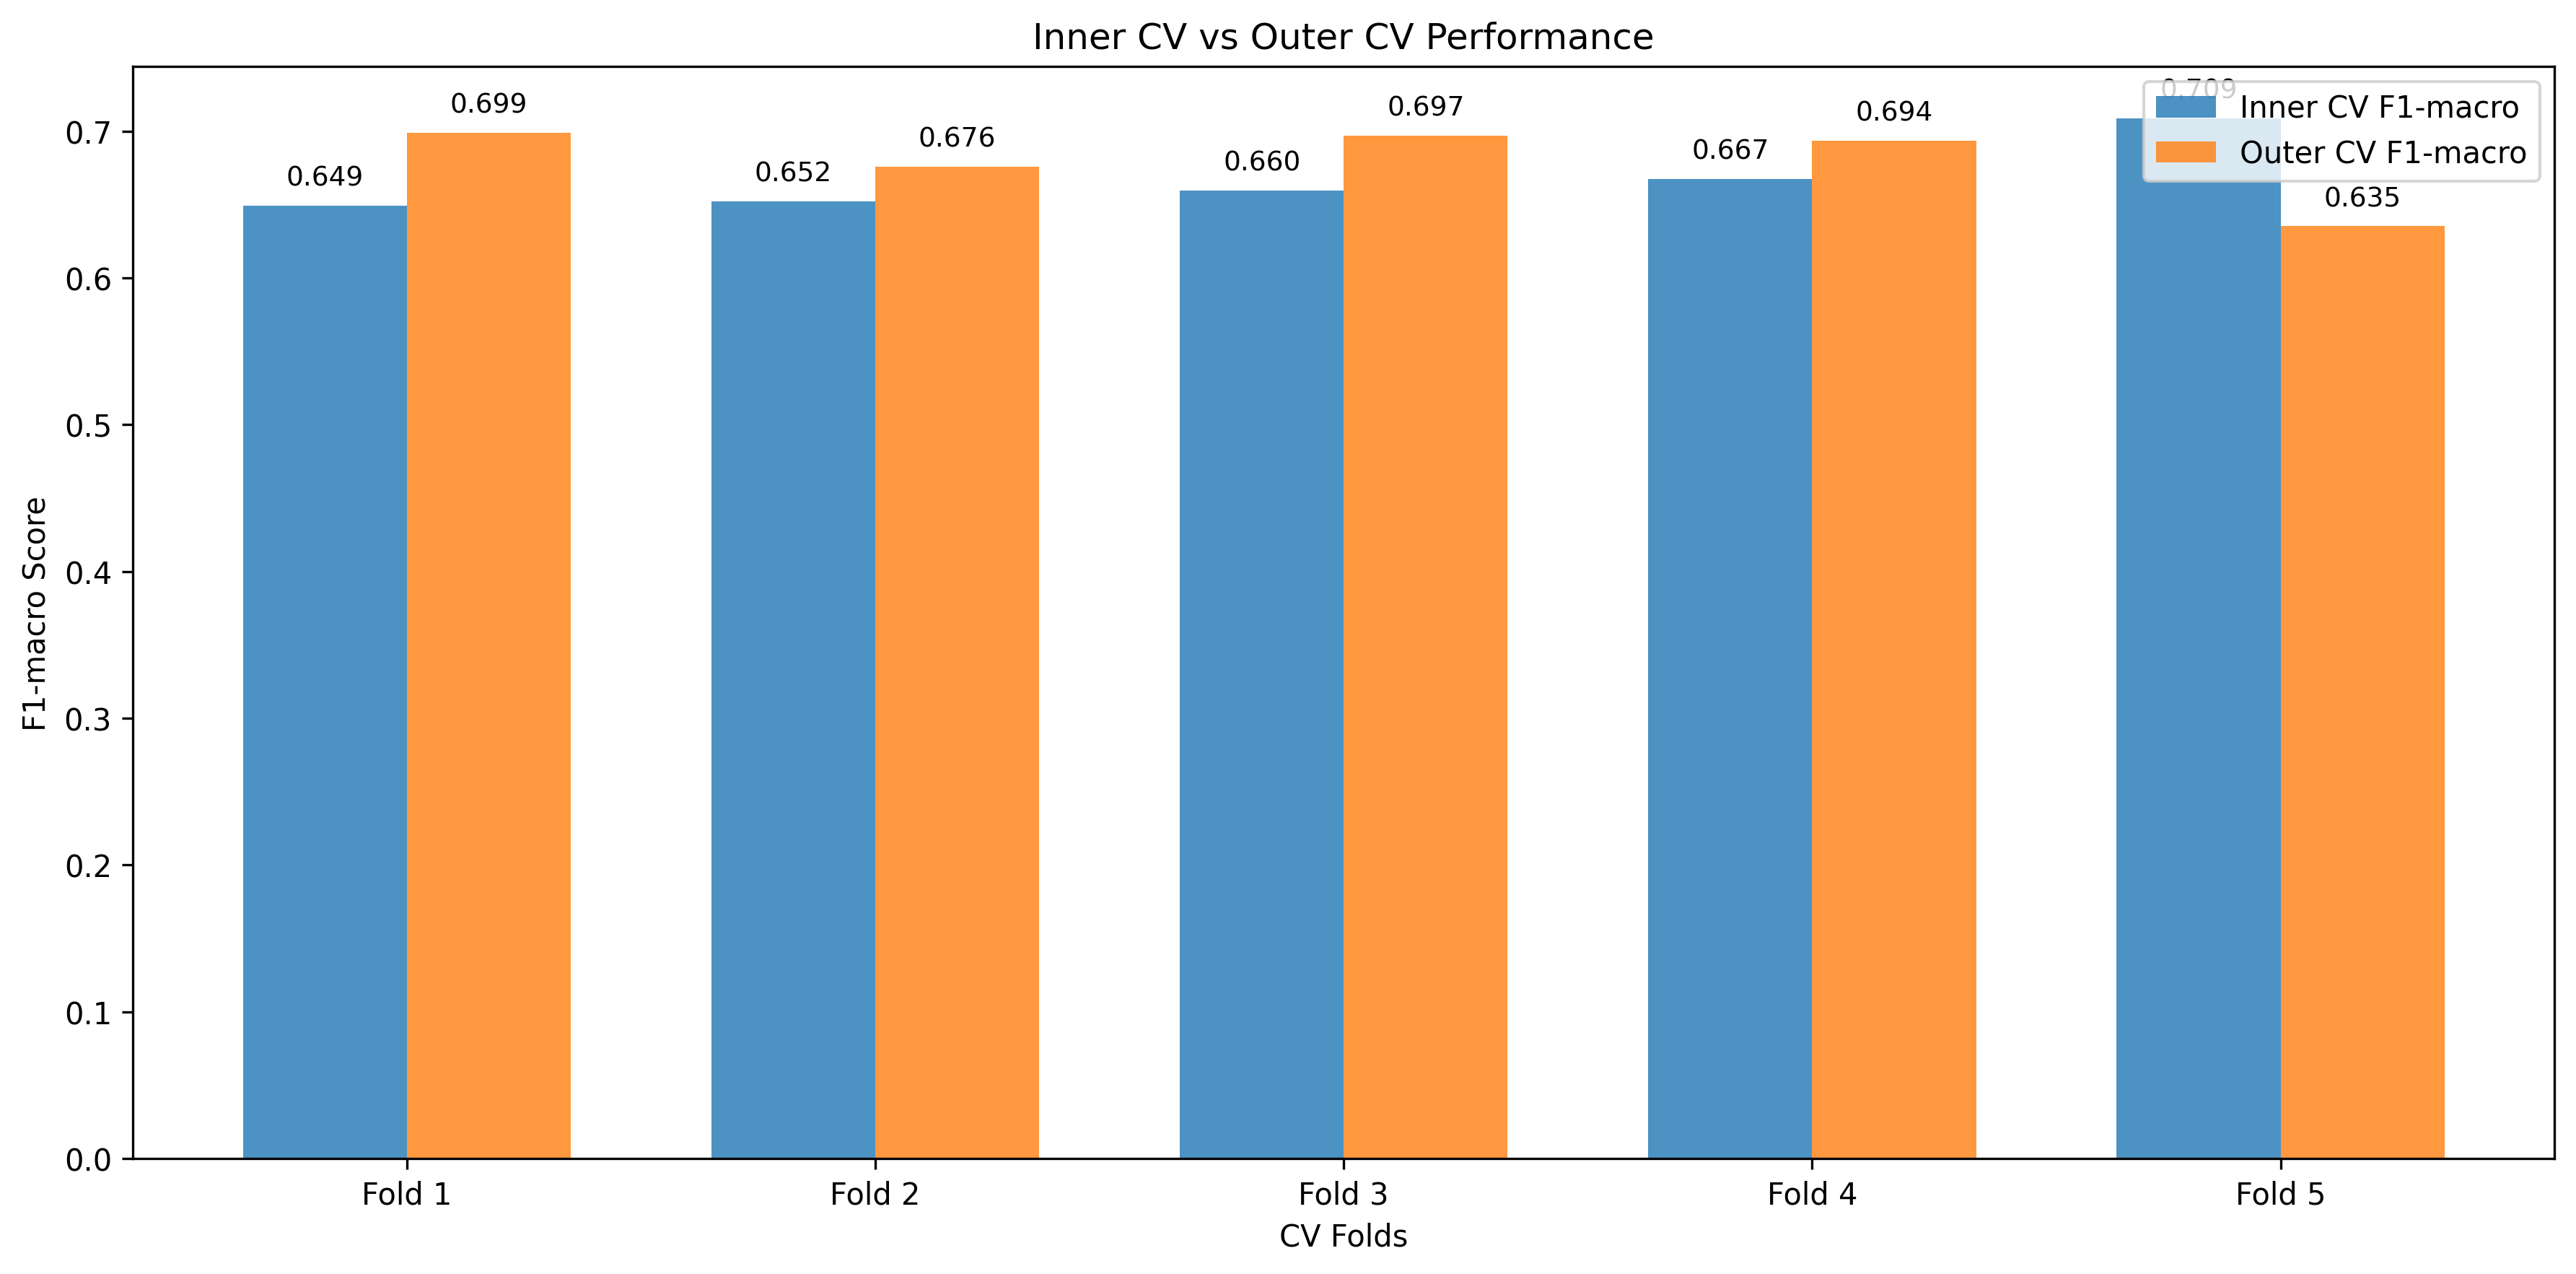 Inner CV vs Outer CV Performance
0.699
0.649
0.676
0.652
0.697
0.660
0.694
0.667
0.709
0.635
Inner CV F1-macro
Outer CV F1-macro
F1-macro Score
0.7
0.6
0.5
0.4
0.3
0.2
0.1
0.0
Fold 1
Fold 2
Fold 3
Fold 4
Fold 5
CV Folds